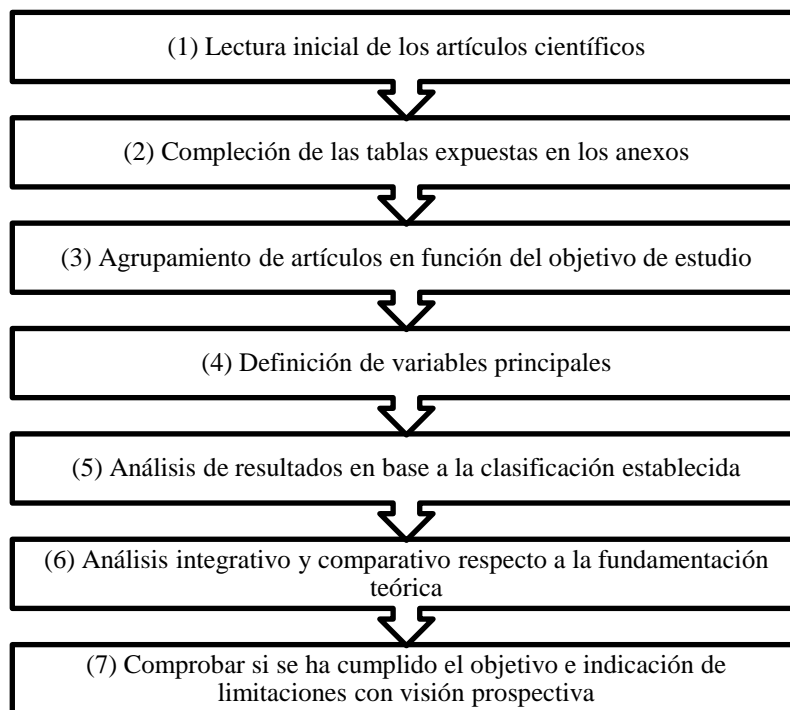 (1) Lectura inicial de los artículos científicos
(2) Compleción de las tablas expuestas en los anexos
(3) Agrupamiento de artículos en función del objetivo de estudio
(4) Definición de variables principales
(5) Análisis de resultados en base a la clasificación establecida
(6) Análisis integrativo y comparativo respecto a la fundamentación
teórica
(7) Comprobar si se ha cumplido el objetivo e indicación de
limitaciones con visión prospectiva